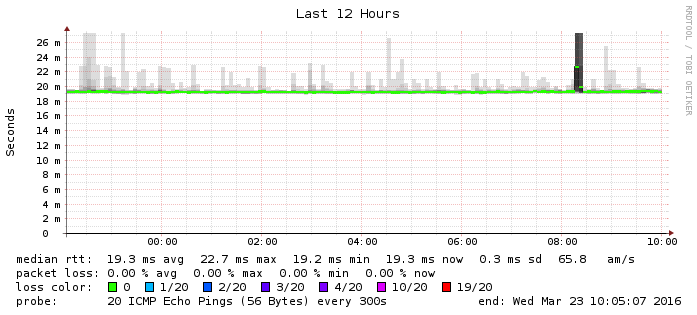 Last 12 Hours
RRDTOOL / TOBI OETIKER
Seconds
26 m
24 m
22 m
20 m
18 m
16 m
14 m
12 m
10 m
8 m
6 m
4 m
2 m
0
00:00 02:00 04:00 06:00 08:00 10:00
median rtt: 19.3 ms avg 22.7 ms max 19.2 ms min 19.3 ms now 0.3 ms sd 65.8 am/s
packet loss: 0.00 % avg 0.00 % max 0.00 % min 0.00 % now
loss color: 0 1/20 2/20 3/20 4/20 10/20 19/20
probe: 20 ICMP Echo Pings (56 Bytes) every 300s end: Wed Mar 23 10:05:07 2016